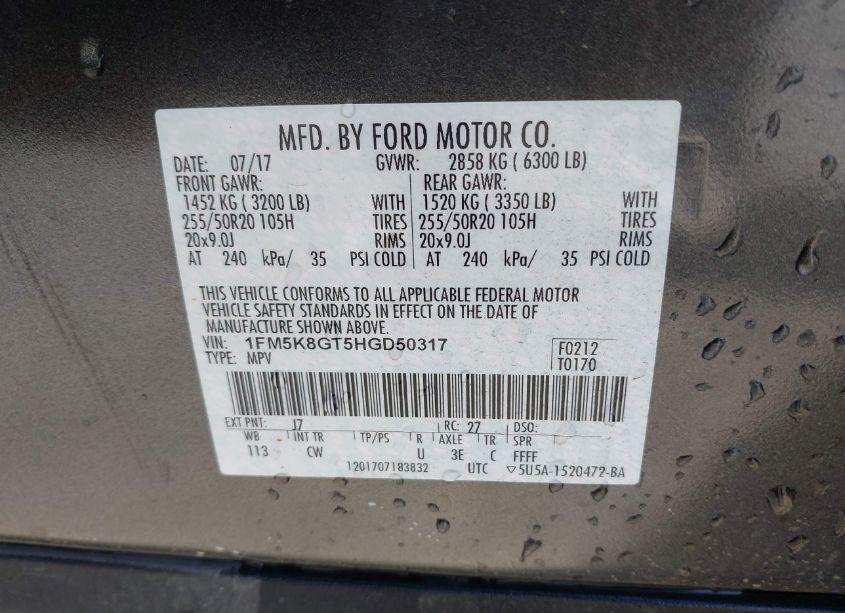 MFD. BY FORD MOTOR CO.
DATE: 07/17 GVWR: 2858 KG ( 6300 LB)
FRONT GAWR: REAR GAWR:
1452 KG ( 3200 LB) WITH 1520 KG ( 3350 LB) WITH
255/50R20 105H TIRES 255/50R20 105H TIRES
20x9.0J RIMS 20x9.0J RIMS
AT 240 kPa/ 35 PSI COLD AT 240 kPa/ 35 PSI COLD
THIS VEHICLE CONFORMS TO ALL APPLICABLE FEDERAL MOTOR
VEHICLE SAFETY STANDARDS IN EFFECT ON THE DATE OF
MANUFACTURE SHOWN ABOVE.
VIN: 1FM5K8GT5HGD50317 F0212
TYPE: MPV T0170
EXT PNT: J7 RC: 27 DSO:
WB INT TR TP/PS R AXLE TR SPR
113 CW U 3E C FFFF
1201707183832 UTC ▽5U5A-1520472-BA